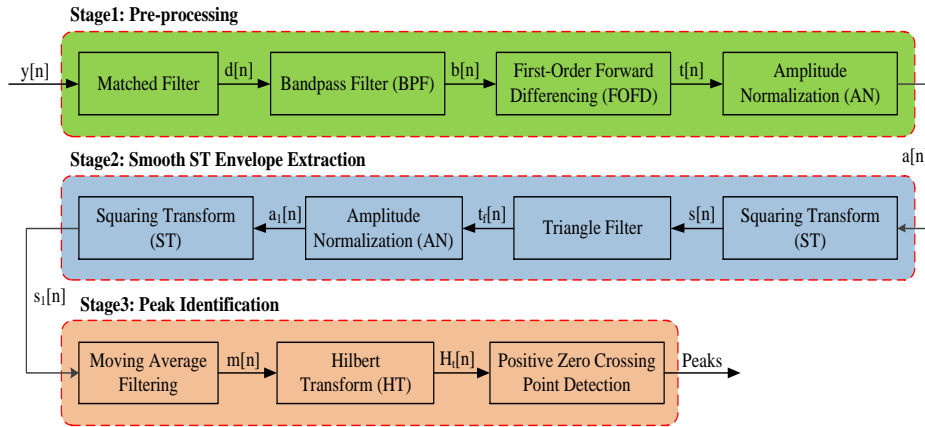 Stage1: Pre-processing
y[n]
Matched Filter
d[n]
Bandpass Filter (BPF)
b[n]
First-Order Forward
Differencing (FOFD)
t[n]
Amplitude
Normalization (AN)
a[n]
Stage2: Smooth ST Envelope Extraction
Squaring Transform
(ST)
a₁[n]
Amplitude
Normalization (AN)
t_f[n]
Triangle Filter
s[n]
Squaring Transform
(ST)
s₁[n]
Stage3: Peak Identification
Moving Average
Filtering
m[n]
Hilbert
Transform (HT)
H_t[n]
Positive Zero Crossing
Point Detection
Peaks